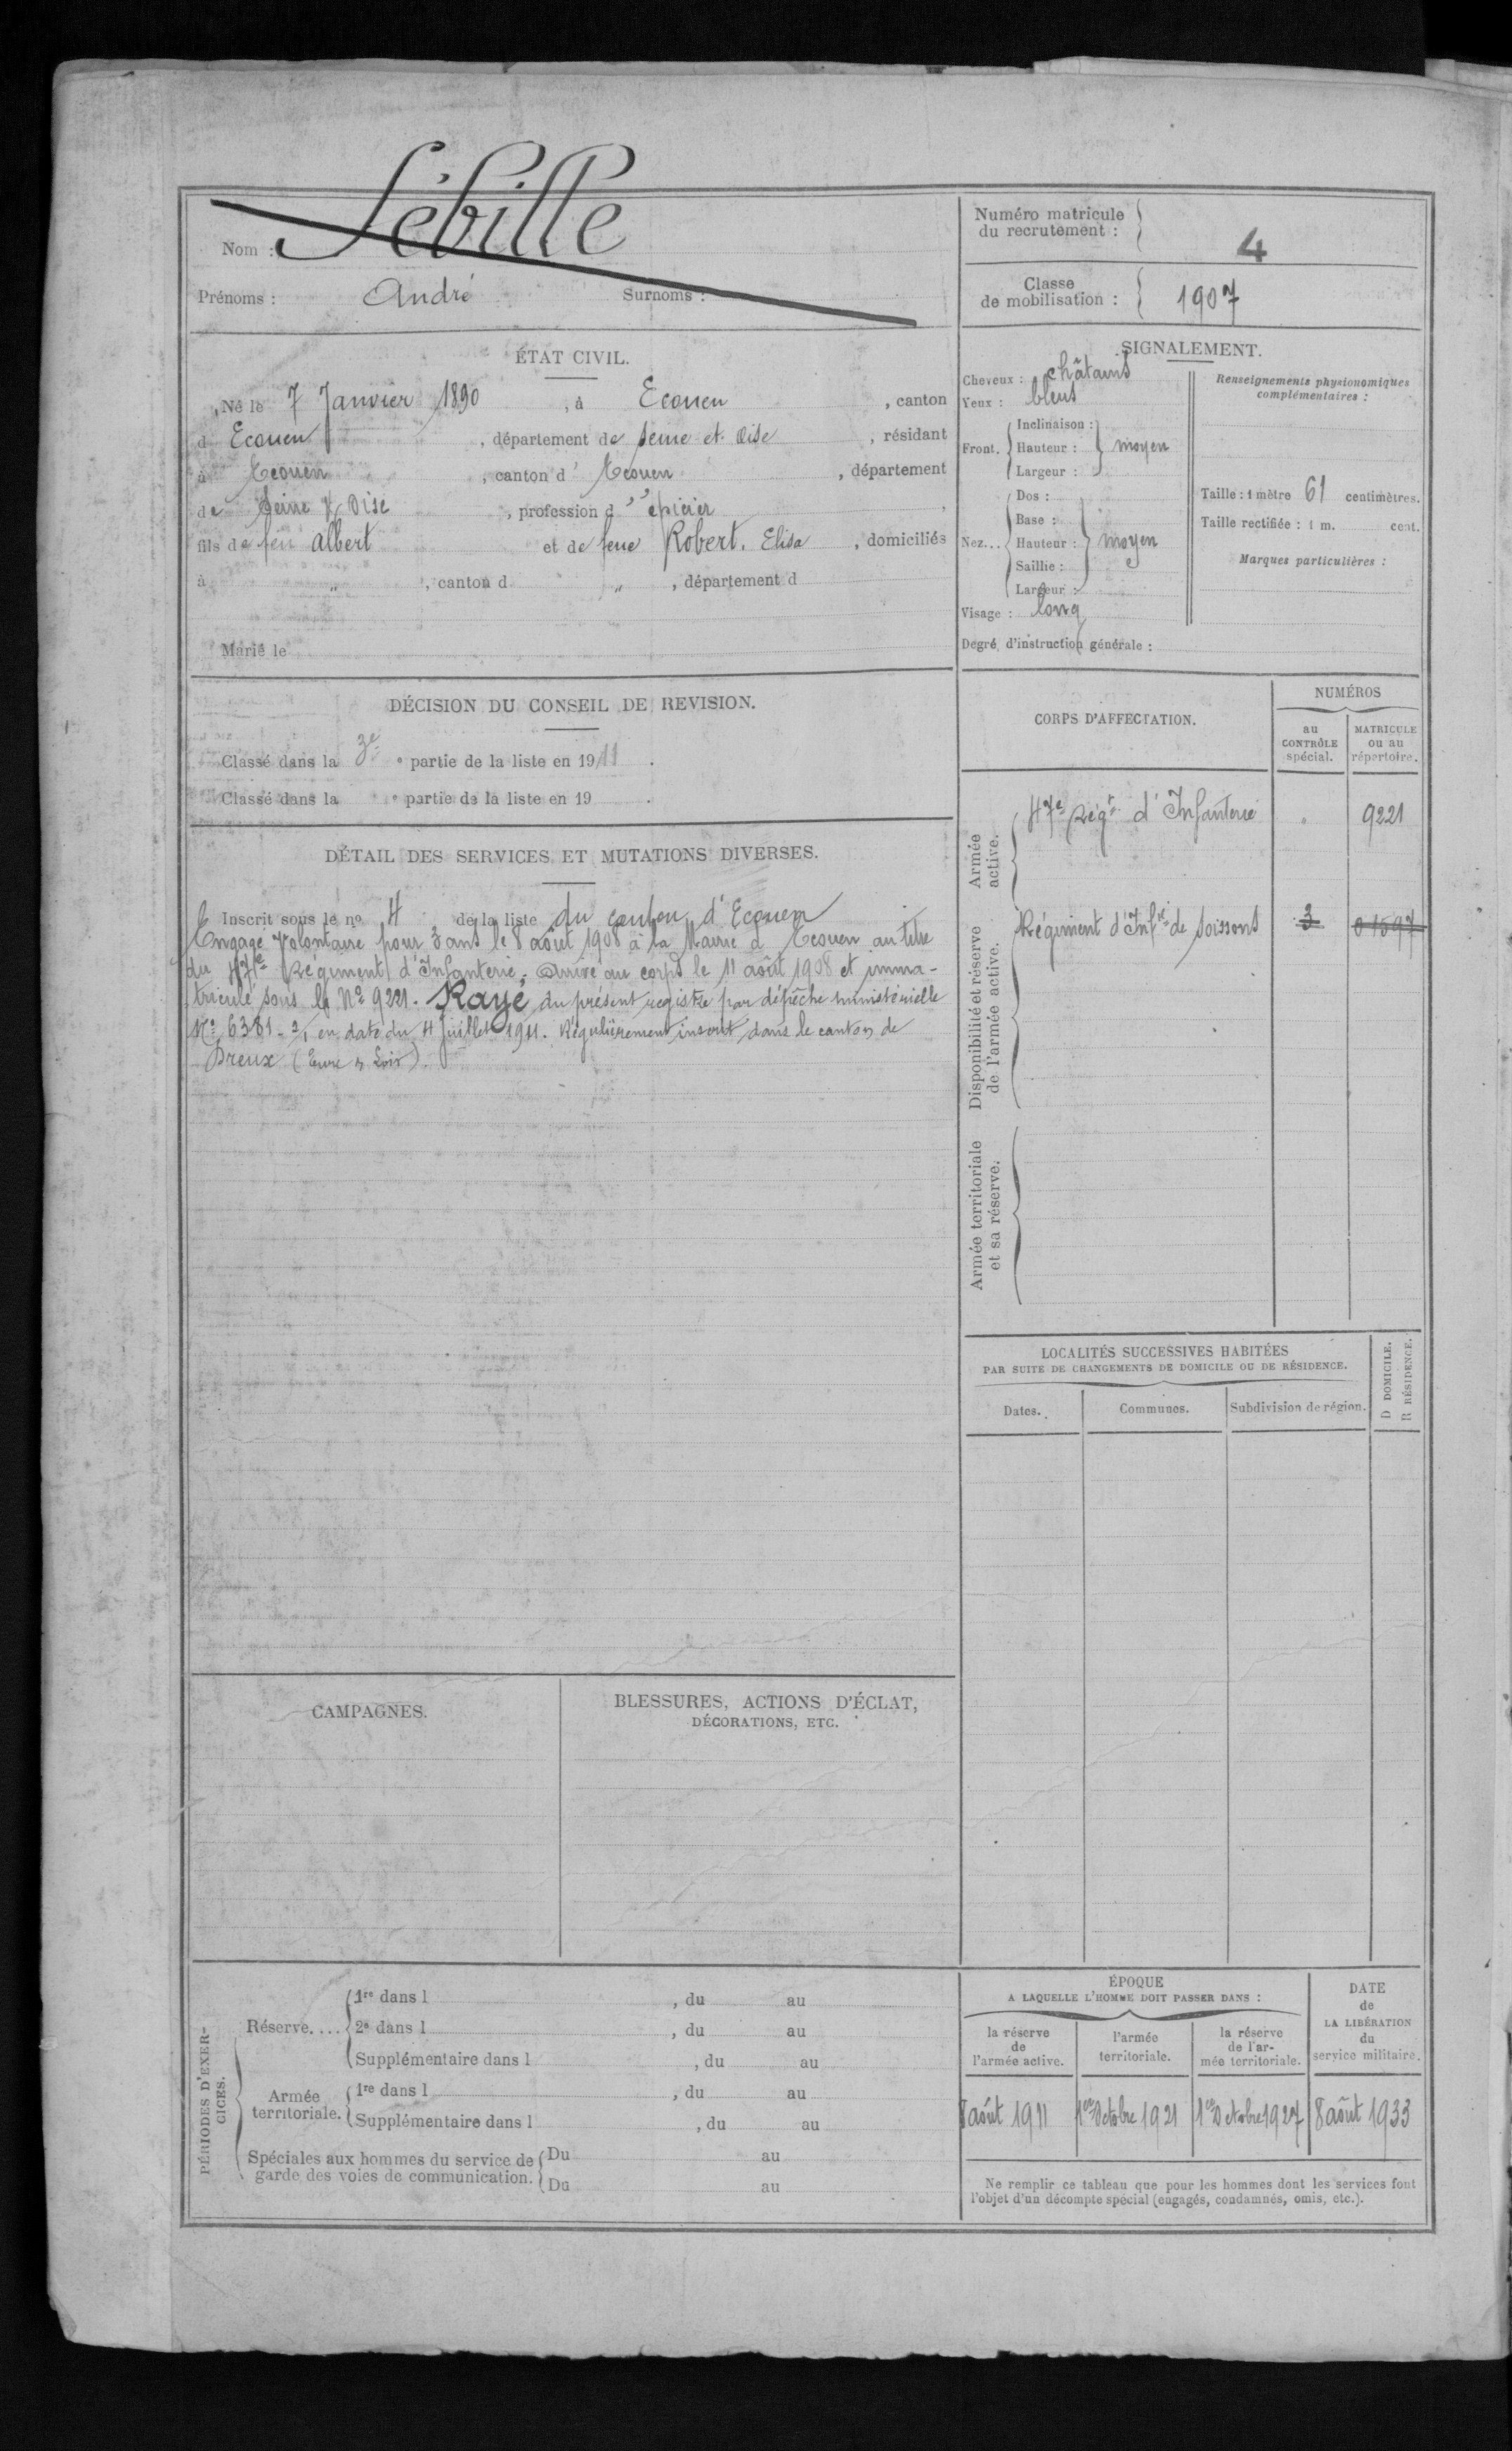 Nom : Sébille
Prénoms : André Surnoms :
ÉTAT CIVIL.
Né le 7 Janvier 1890, à Ecouen, canton
d Ecouen, département de Seine et Oise, résidant
à Ecouen, canton d' Ecouen, département
de Seine & Oise, profession d' épicier,
fils de feu Albert et de feue Robert, Elisa, domiciliés
à „, canton d „, département d
Marié le
DÉCISION DU CONSEIL DE REVISION.
Classé dans la 3e e partie de la liste en 1911.
Classé dans la e partie de la liste en 19 .
DÉTAIL DES SERVICES ET MUTATIONS DIVERSES.
Inscrit sous le no 4 de la liste du canton d'Ecouen
Engagé Volontaire pour 3 ans le 8 août 1908 à la Mairie d' Ecouen au titre
du 47e Régiment d'Infanterie. Arrivé au corps le 11 août 1908 et imma-
triculé sous le No 9221. Rayé du présent registre par dépêche ministérielle
No 6381-2/1 en date du 4 Juillet 1911. Régulièrement inscrit dans le canton de
Dreux (Eure & Loir).
CAMPAGNES.
BLESSURES, ACTIONS D'ÉCLAT,
DÉCORATIONS, ETC.
PÉRIODES D'EXER-
CICES.
Réserve....
1re dans l , du au
2e dans l , du au
Supplémentaire dans l , du au
Armée
territoriale.
1re dans l , du au
Supplémentaire dans l , du au
Spéciales aux hommes du service de
garde des voies de communication.
Du au
Du au
Numéro matricule
du recrutement : 4
Classe
de mobilisation : 1907
SIGNALEMENT.
Cheveux : châtains
Yeux : bleus
Front. Inclinaison :
Hauteur : moyen
Largeur :
Nez... Dos :
Base :
Hauteur : moyen
Saillie :
Largeur :
Visage : long
Degré d'instruction générale :
Renseignements physionomiques
complémentaires :
Taille : 1 mètre 61 centimètres.
Taille rectifiée : 1 m. cent.
Marques particulières :
CORPS D'AFFECTATION.
NUMÉROS
au
CONTRÔLE
spécial.
MATRICULE
ou au
répertoire.
Armée
active.
47e Régt d'Infanterie „ 9221
Disponibilité et réserve
de l'armée active.
Régiment d'Infie de Soissons 3 01597
Armée territoriale
et sa réserve.
LOCALITÉS SUCCESSIVES HABITÉES
PAR SUITE DE CHANGEMENTS DE DOMICILE OU DE RÉSIDENCE.
Dates.
Communes.
Subdivision de région.
D DOMICILE.
R RÉSIDENCE.
ÉPOQUE
A LAQUELLE L'HOMME DOIT PASSER DANS :
la réserve
de
l'armée active.
l'armée
territoriale.
la réserve
de l'ar-
mée territoriale.
DATE
de
LA LIBÉRATION
du
service militaire.
8 août 1911
1er Octobre 1921
1er Octobre 1927
8 août 1933
Ne remplir ce tableau que pour les hommes dont les services font
l'objet d'un décompte spécial (engagés, condamnés, omis, etc.).